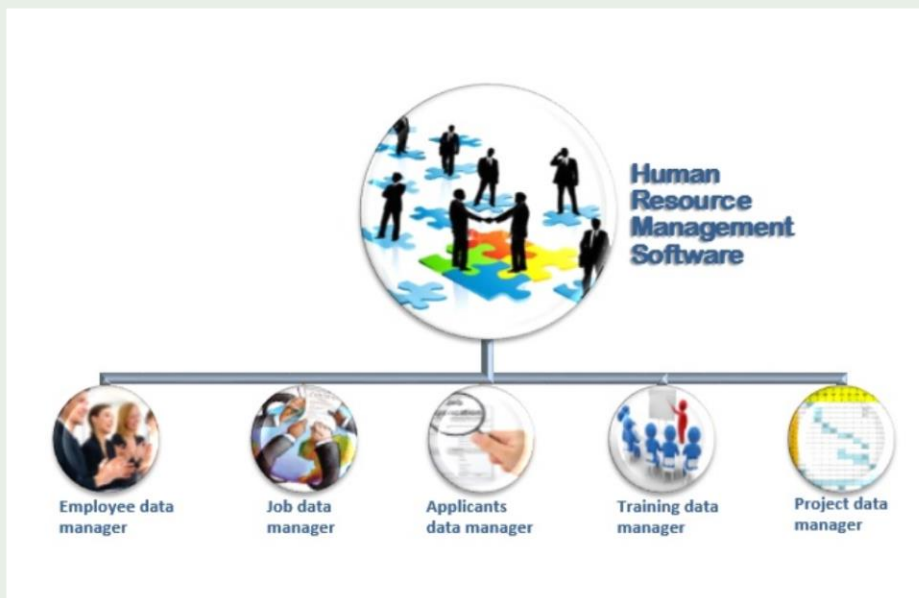 Human
Resource
Management
Software
Employee data
manager
Job data
manager
Applicants
data manager
Training data
manager
Project data
manager